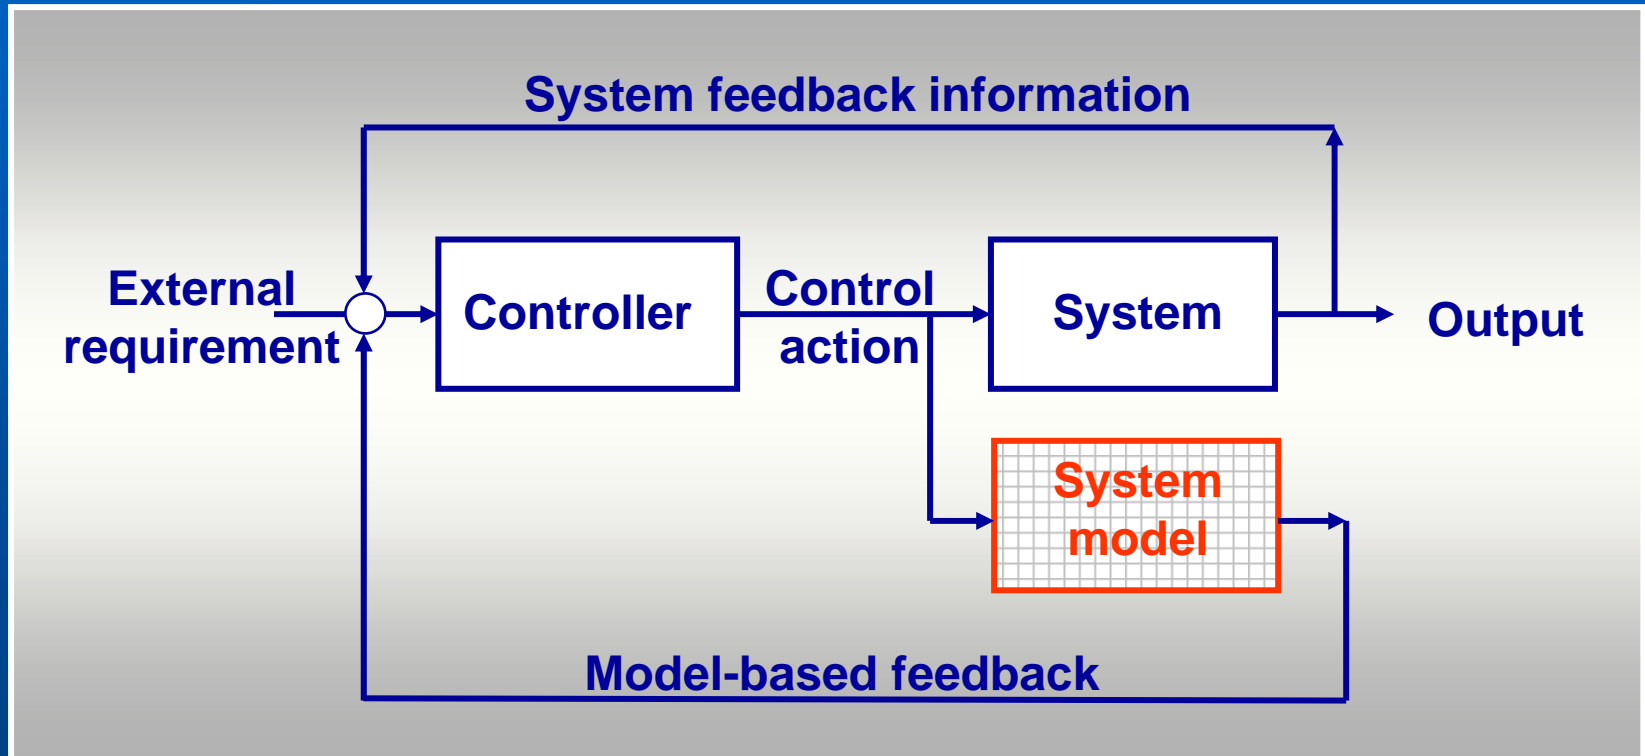 System feedback information
External
requirement
Controller
Control
action
System
Output
System
model
Model-based feedback